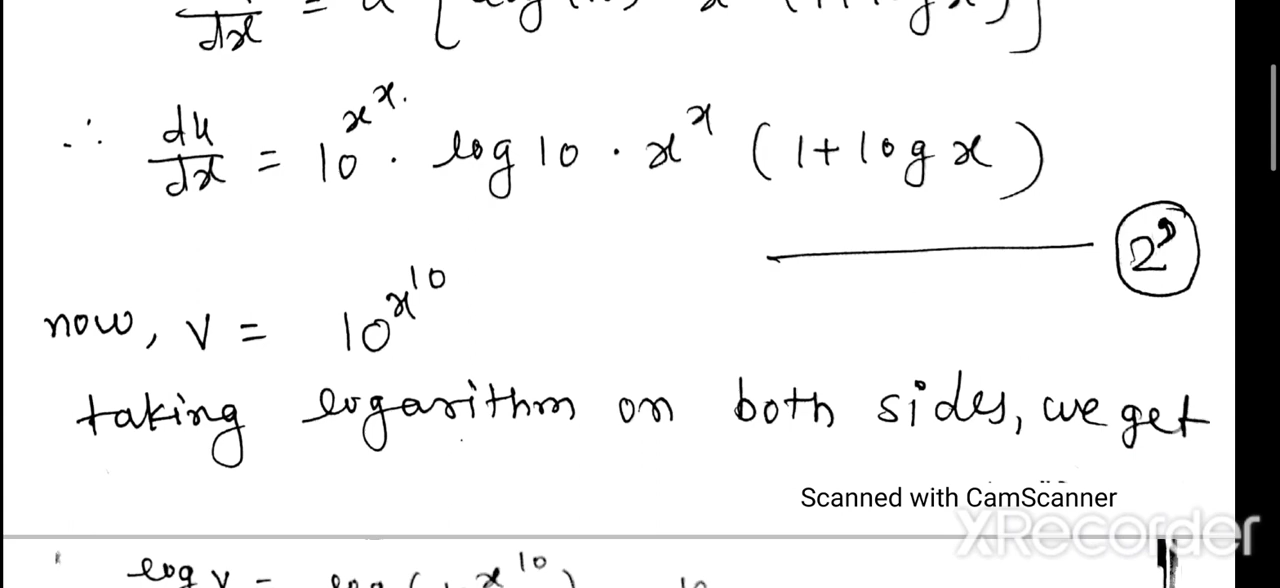 ∴ du/dx = 10^x^x . log 10 . x^x (1 + log x)
2
now, v = 10^x^10
taking logarithm on both sides, we get
Scanned with CamScanner
XRecorder
log v =